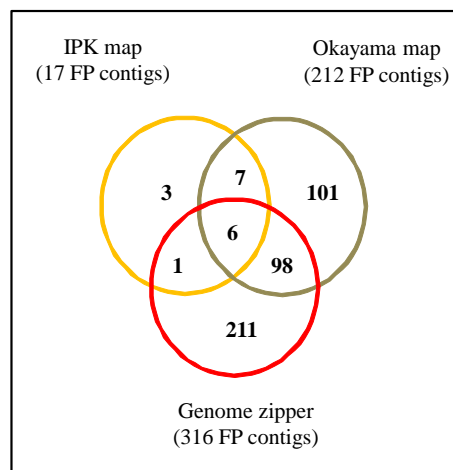 IPK map
(17 FP contigs)
Okayama map
(212 FP contigs)
3
7
101
6
1
98
211
Genome zipper
(316 FP contigs)